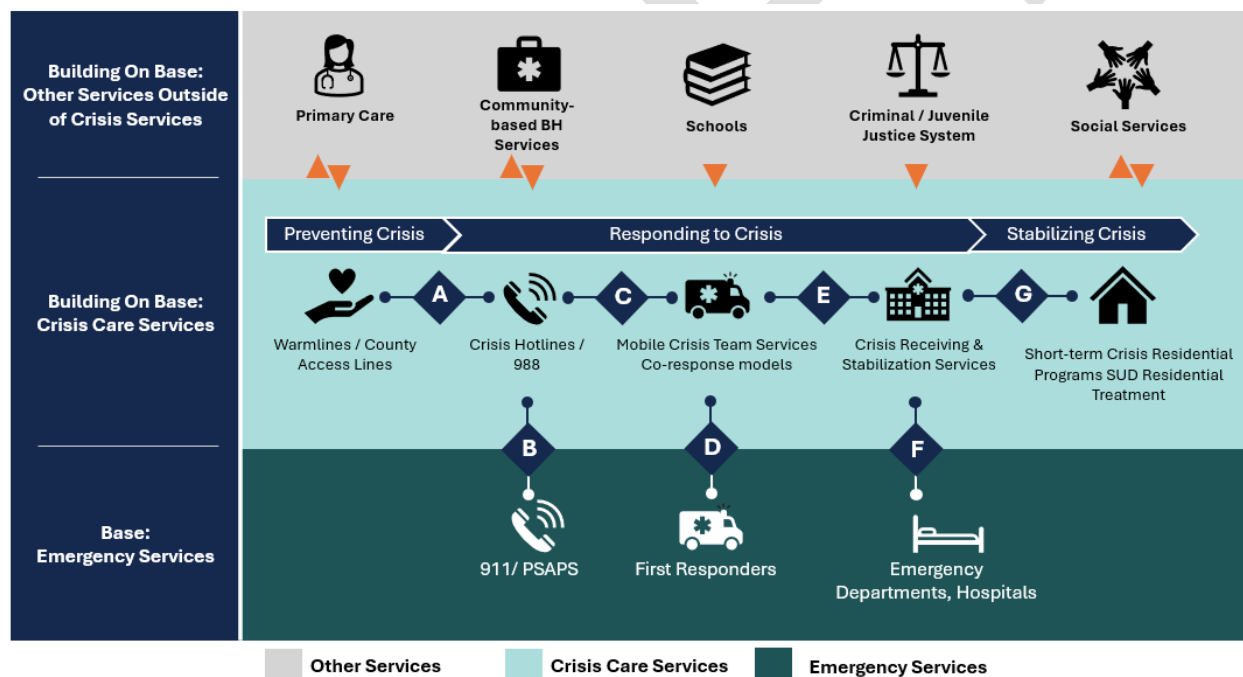 Building On Base:
Other Services Outside
of Crisis Services
Primary Care
Community-
based BH
Services
Schools
Criminal / Juvenile
Justice System
Social Services
Building On Base:
Crisis Care Services
Preventing Crisis
Responding to Crisis
Stabilizing Crisis
A
C
E
G
Warmlines / County
Access Lines
Crisis Hotlines /
988
Mobile Crisis Team Services
Co-response models
Crisis Receiving &
Stabilization Services
Short-term Crisis Residential
Programs SUD Residential
Treatment
B
D
F
Base:
Emergency Services
911/ PSAPS
First Responders
Emergency
Departments, Hospitals
Other Services
Crisis Care Services
Emergency Services